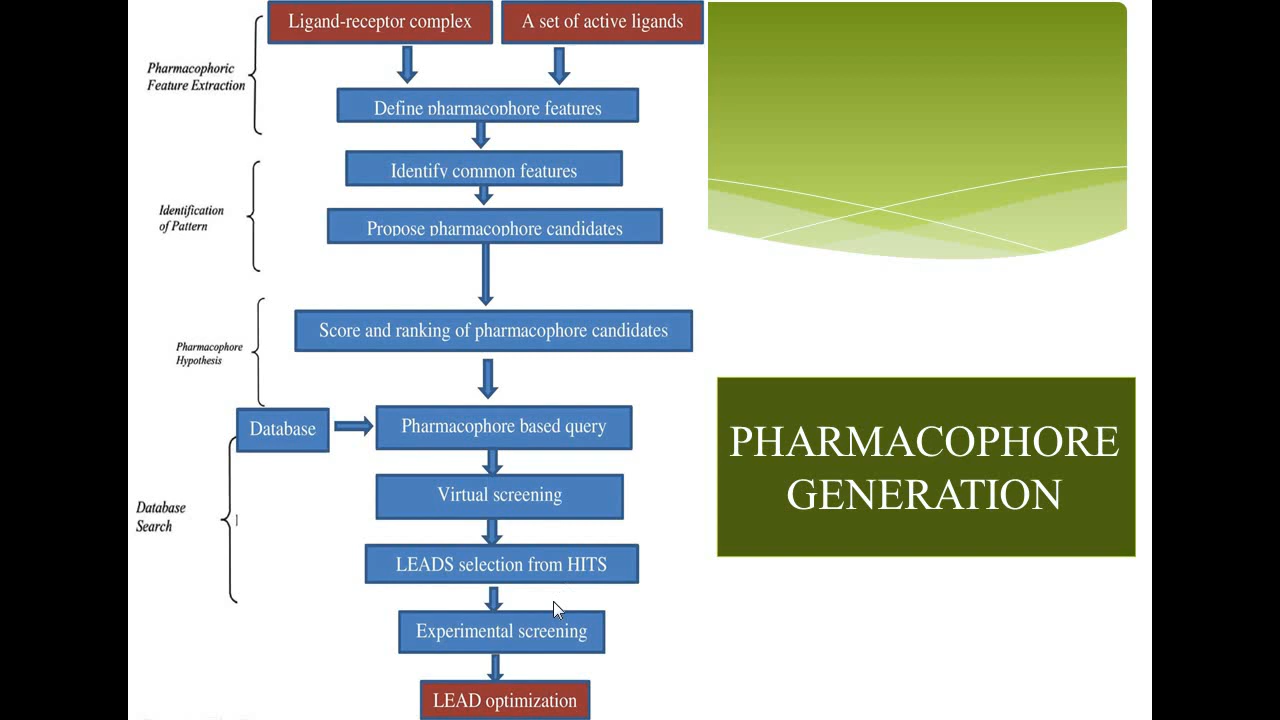 Ligand-receptor complex
A set of active ligands
Pharmacophoric
Feature Extraction
Define pharmacophore features
Identify common features
Identification
of Pattern
Propose pharmacophore candidates
Score and ranking of pharmacophore candidates
Pharmacophore
Hypothesis
Database
Pharmacophore based query
Virtual screening
Database
Search
LEADS selection from HITS
Experimental screening
LEAD optimization
PHARMACOPHORE
GENERATION